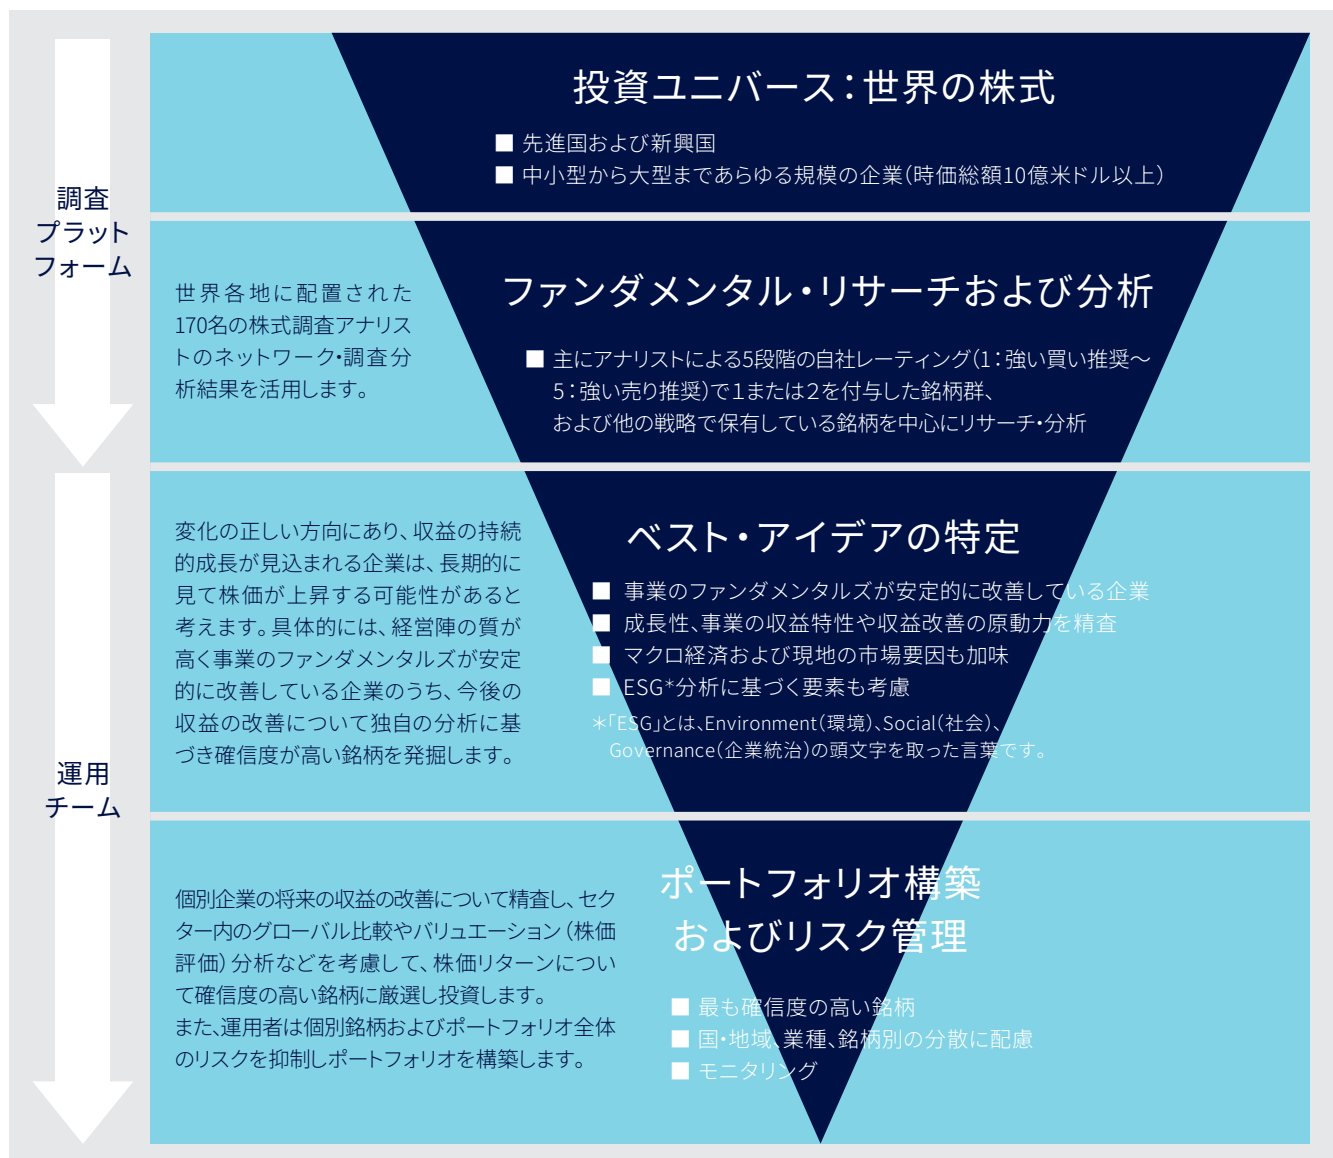 投資ユニバース：世界の株式
■ 先進国および新興国
■ 中小型から大型まであらゆる規模の企業（時価総額10億米ドル以上）
調査
プラット
フォーム
世界各地に配置された
170名の株式調査アナリス
トのネットワーク・調査分
析結果を活用します。
ファンダメンタル・リサーチおよび分析
■ 主にアナリストによる5段階の自社レーティング（1：強い買い推奨～
5：強い売り推奨）で１または２を付与した銘柄群、
および他の戦略で保有している銘柄を中心にリサーチ・分析
変化の正しい方向にあり、収益の持続
的成長が見込まれる企業は、長期的に
見て株価が上昇する可能性があると
考えます。具体的には、経営陣の質が
高く事業のファンダメンタルズが安定
的に改善している企業のうち、今後の
収益の改善について独自の分析に基
づき確信度が高い銘柄を発掘します。
ベスト・アイデアの特定
■ 事業のファンダメンタルズが安定的に改善している企業
■ 成長性、事業の収益特性や収益改善の原動力を精査
■ マクロ経済および現地の市場要因も加味
■ ESG＊分析に基づく要素も考慮
＊「ESG」とは、Environment（環境）、Social（社会）、
Governance（企業統治）の頭文字を取った言葉です。
運用
チーム
個別企業の将来の収益の改善について精査し、セク
ター内のグローバル比較やバリュエーション（株価
評価）分析などを考慮して、株価リターンについ
て確信度の高い銘柄に厳選し投資します。
また、運用者は個別銘柄およびポートフォリオ全体
のリスクを抑制しポートフォリオを構築します。
ポートフォリオ構築
およびリスク管理
■ 最も確信度の高い銘柄
■ 国・地域、業種、銘柄別の分散に配慮
■ モニタリング